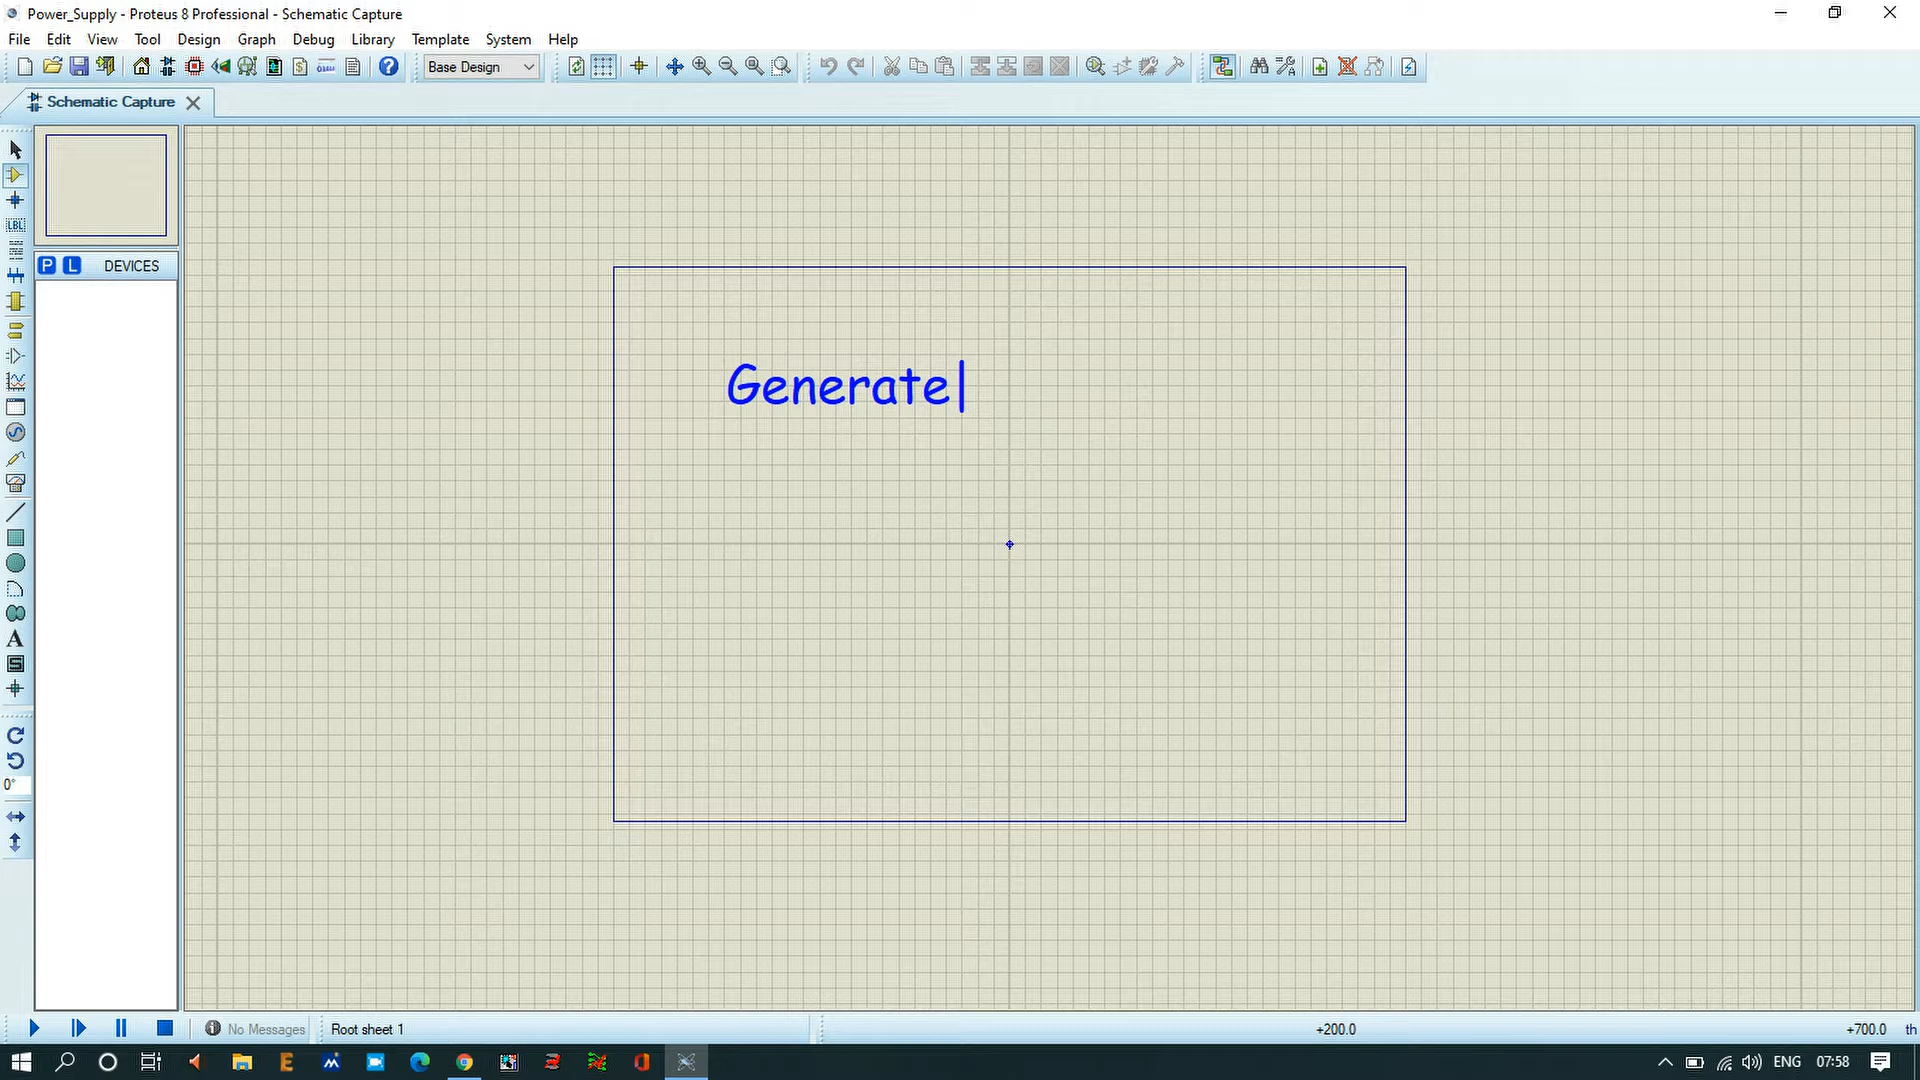 Power_Supply - Proteus 8 Professional - Schematic Capture
File Edit View Tool Design Graph Debug Library Template System Help
Base Design
Schematic Capture
P L DEVICES
LBL
Generate
A
S
0°
No Messages Root sheet 1 +200.0 +700.0 th
ENG 07:58